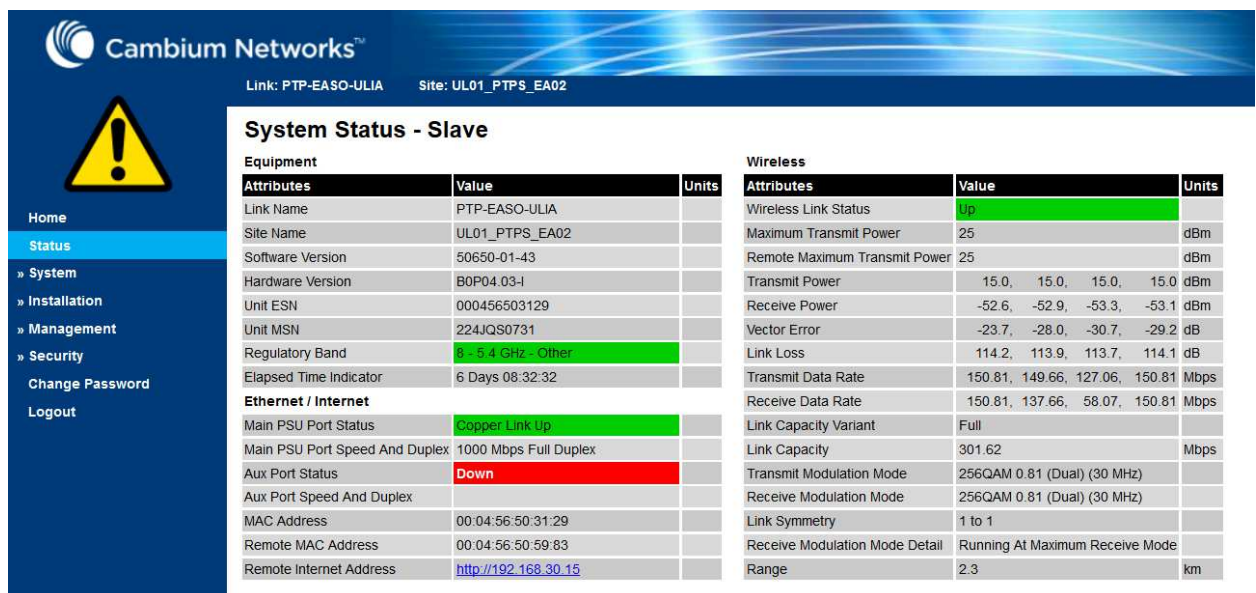 Cambium Networks™
Link: PTP-EASO-ULIA Site: UL01_PTPS_EA02
Home
Status
» System
» Installation
» Management
» Security
Change Password
Logout
System Status - Slave
Equipment
Attributes Value Units
Link Name PTP-EASO-ULIA
Site Name UL01_PTPS_EA02
Software Version 50650-01-43
Hardware Version B0P04.03-I
Unit ESN 000456503129
Unit MSN 224JQS0731
Regulatory Band 8 - 5.4 GHz - Other
Elapsed Time Indicator 6 Days 08:32:32
Ethernet / Internet
Main PSU Port Status Copper Link Up
Main PSU Port Speed And Duplex 1000 Mbps Full Duplex
Aux Port Status Down
Aux Port Speed And Duplex
MAC Address 00:04:56:50:31:29
Remote MAC Address 00:04:56:50:59:83
Remote Internet Address http://192.168.30.15
Wireless
Attributes Value Units
Wireless Link Status Up
Maximum Transmit Power 25 dBm
Remote Maximum Transmit Power 25 dBm
Transmit Power 15.0, 15.0, 15.0, 15.0 dBm
Receive Power -52.6, -52.9, -53.3, -53.1 dBm
Vector Error -23.7, -28.0, -30.7, -29.2 dB
Link Loss 114.2, 113.9, 113.7, 114.1 dB
Transmit Data Rate 150.81, 149.66, 127.06, 150.81 Mbps
Receive Data Rate 150.81, 137.66, 58.07, 150.81 Mbps
Link Capacity Variant Full
Link Capacity 301.62 Mbps
Transmit Modulation Mode 256QAM 0.81 (Dual) (30 MHz)
Receive Modulation Mode 256QAM 0.81 (Dual) (30 MHz)
Link Symmetry 1 to 1
Receive Modulation Mode Detail Running At Maximum Receive Mode
Range 2.3 km